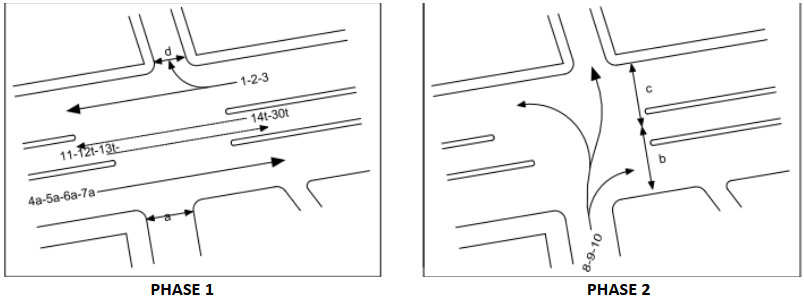 d
1-2-3
14t-30t
11-12t-13t-
4a-5a-6a-7a
a
PHASE 1
c
b
8-9-10
PHASE 2